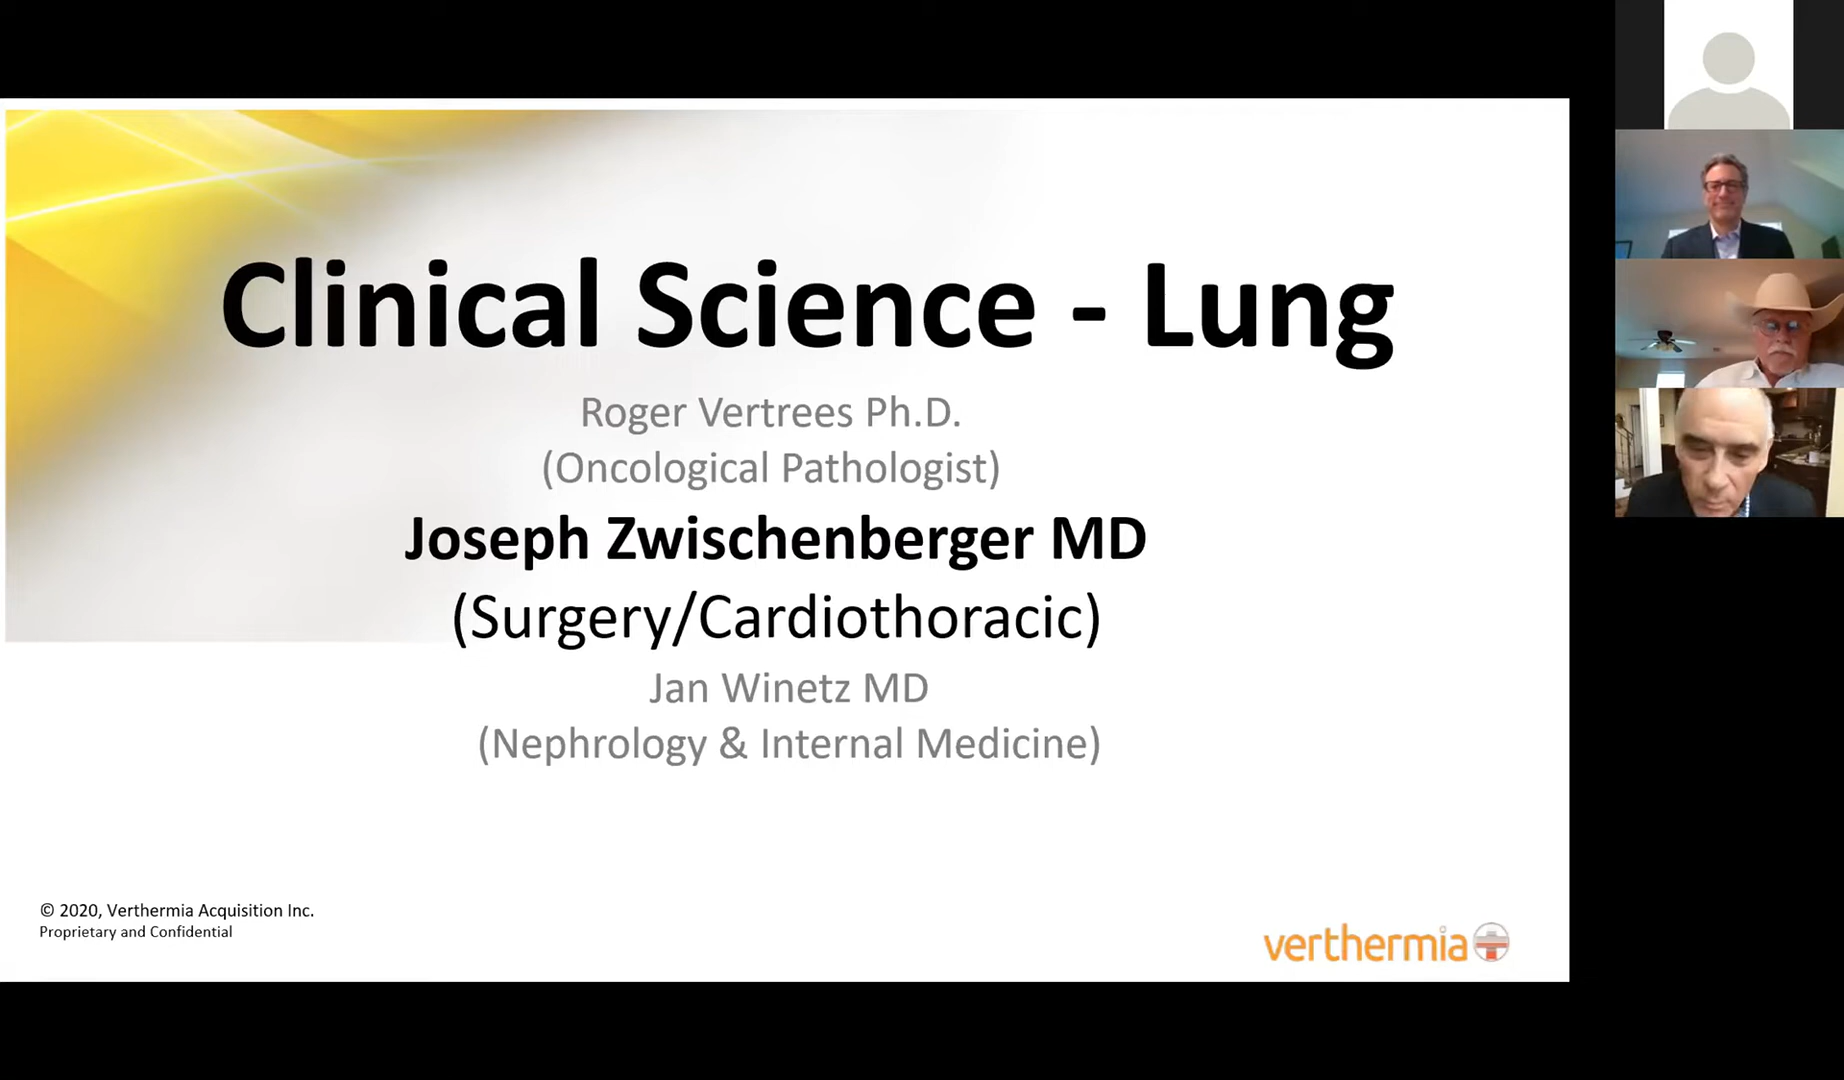 Clinical Science - Lung
Roger Vertrees Ph.D.
(Oncological Pathologist)
Joseph Zwischenberger MD
(Surgery/Cardiothoracic)
Jan Winetz MD
(Nephrology & Internal Medicine)
© 2020, Verthermia Acquisition Inc.
Proprietary and Confidential
verthermia